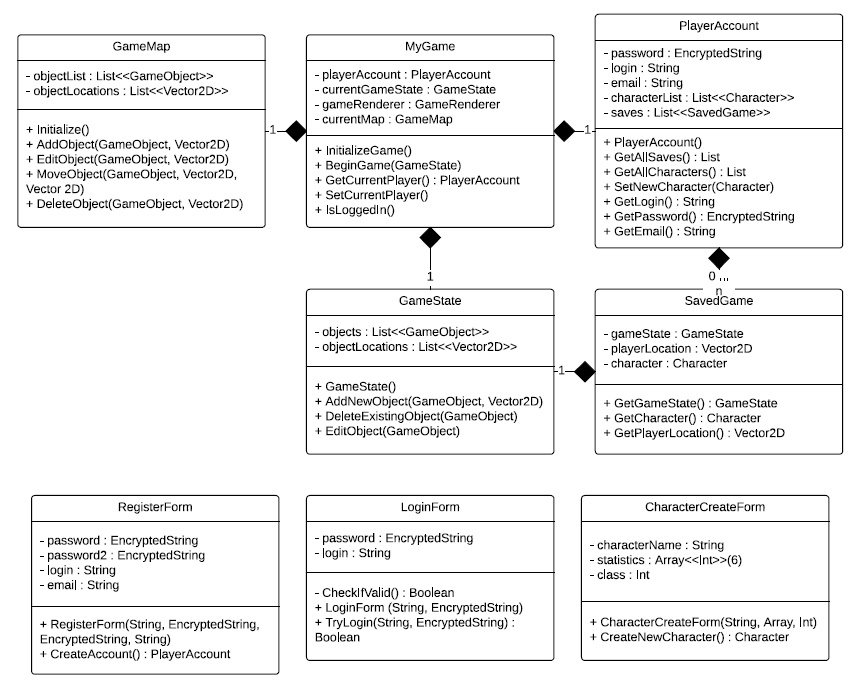 GameMap
- objectList : List<<GameObject>>
- objectLocations : List<<Vector2D>>
+ Initialize()
+ AddObject(GameObject, Vector2D)
+ EditObject(GameObject, Vector2D)
+ MoveObject(GameObject, Vector2D,
Vector 2D)
+ DeleteObject(GameObject, Vector2D)
1
MyGame
- playerAccount : PlayerAccount
- currentGameState : GameState
- gameRenderer : GameRenderer
- currentMap : GameMap
+ InitializeGame()
+ BeginGame(GameState)
+ GetCurrentPlayer() : PlayerAccount
+ SetCurrentPlayer()
+ IsLoggedIn()
1
PlayerAccount
- password : EncryptedString
- login : String
- email : String
- characterList : List<<Character>>
- saves : List<<SavedGame>>
+ PlayerAccount()
+ GetAllSaves() : List
+ GetAllCharacters() : List
+ SetNewCharacter(Character)
+ GetLogin() : String
+ GetPassword() : EncryptedString
+ GetEmail() : String
1
0 ...
n
GameState
- objects : List<<GameObject>>
- objectLocations : List<<Vector2D>>
+ GameState()
+ AddNewObject(GameObject, Vector2D)
+ DeleteExistingObject(GameObject)
+ EditObject(GameObject)
1
SavedGame
- gameState : GameState
- playerLocation : Vector2D
- character : Character
+ GetGameState() : GameState
+ GetCharacter() : Character
+ GetPlayerLocation() : Vector2D
RegisterForm
- password : EncryptedString
- password2 : EncryptedString
- login : String
- email : String
+ RegisterForm(String, EncryptedString,
EncryptedString, String)
+ CreateAccount() : PlayerAccount
LoginForm
- password : EncryptedString
- login : String
- CheckIfValid() : Boolean
+ LoginForm (String, EncryptedString)
+ TryLogin(String, EncryptedString) :
Boolean
CharacterCreateForm
- characterName : String
- statistics : Array<<Int>>(6)
- class : Int
+ CharacterCreateForm(String, Array, Int)
+ CreateNewCharacter() : Character